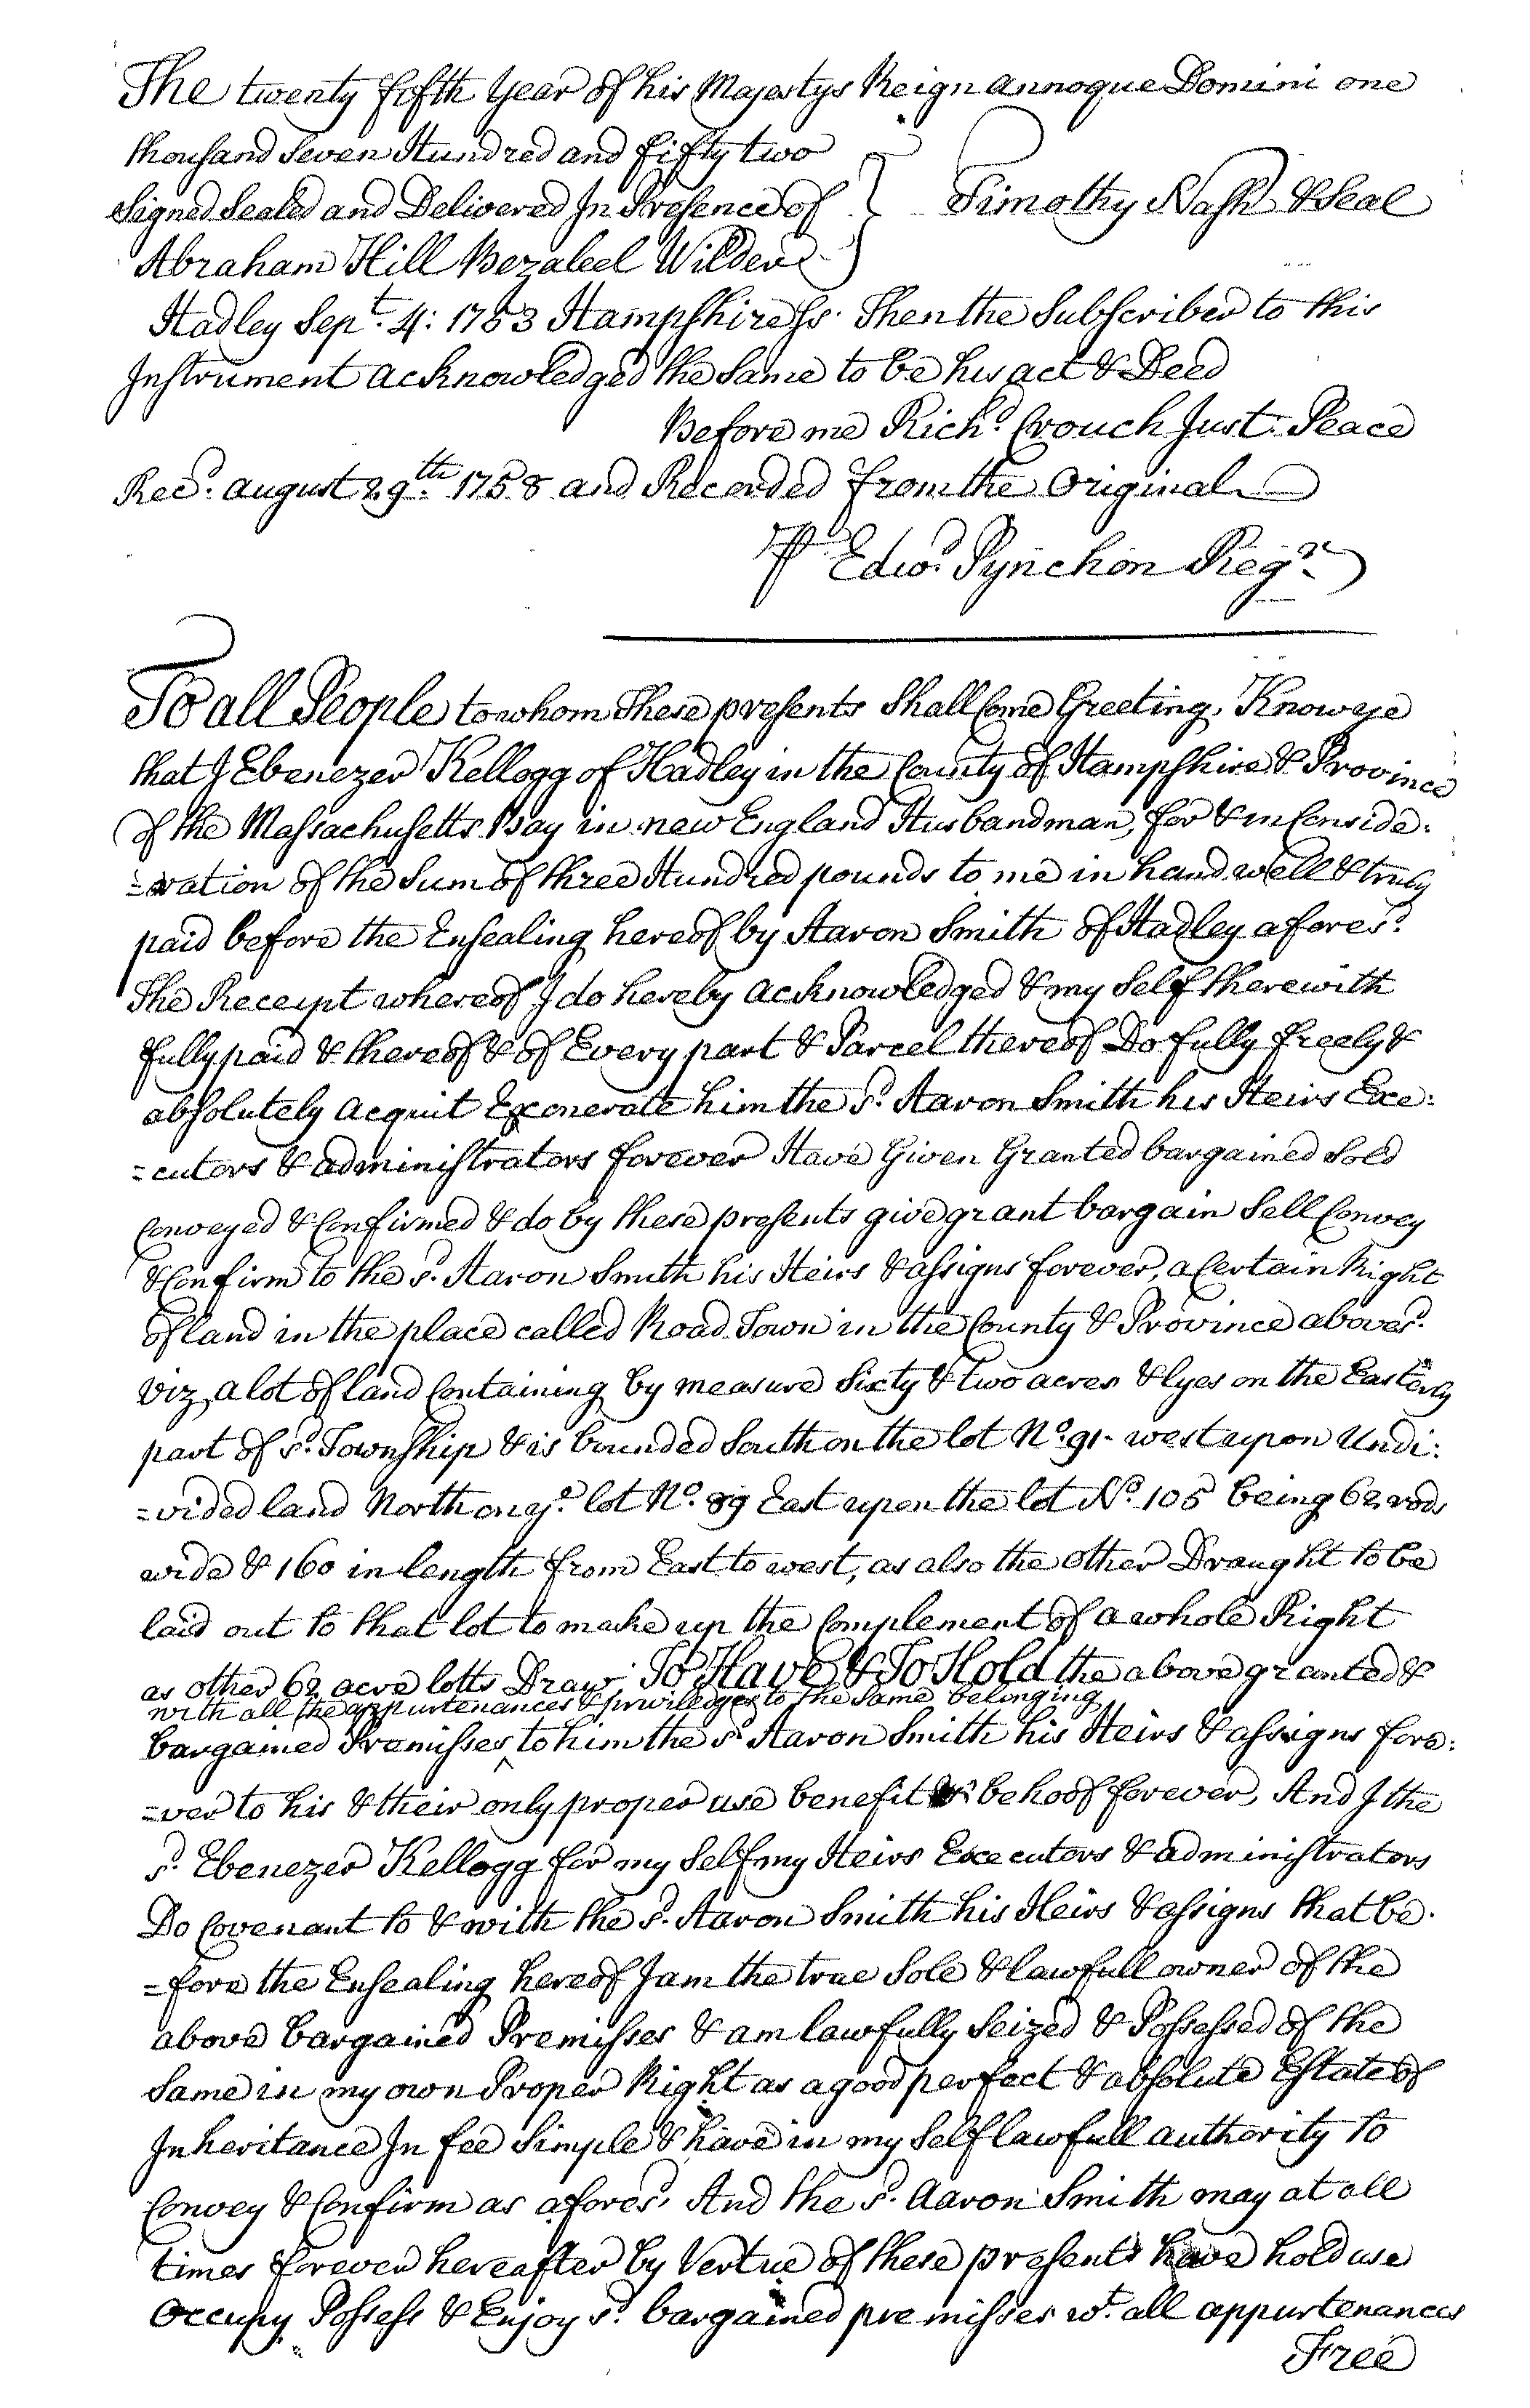 The twenty fifth Year of his Majestys Reign annoque Domini one
thousand Seven Hundred and fifty two
Signed Sealed and Delivered In Presence of } Timothy Nash & Seal
Abraham Hill Bezaleel Wilder
Hadley Sept. 4: 1753 Hampshire Ss. Then the Subscriber to this
Instrument acknowledged the Same to be his act & Deed
Before me Richd. Crouch Just. Peace
Recd. august 29th. 1758 and Recorded from the Original
P Edwd. Pynchon Regr.
To all People to whom These presents Shall Come Greeting, Know ye
that I Ebenezer Kellogg of Hadley in the County of Hampshire & Province
of the Massachusetts Bay in new England Husbandman, for & in Conside:
=ration of the Sum of three Hundred pounds to me in hand well & truly
paid before the Ensealing hereof by Aaron Smith of Hadley aforesd.
The Receipt whereof I do hereby acknowledged & my Self therewith
fully paid & thereof & of Every part & Parcel thereof Do fully freely &
absolutely acquit Exonerate him the sd. Aaron Smith his Heirs Exe:
=cutors & administrators forever Have Given Granted bargained Sold
Conveyed & Confirmed & do by these presents give grant bargain Sell Convey
& Confirm to the sd. Aaron Smith his Heirs & assigns forever, a Certain Right
of land in the place called Road Town in the County & Province abovesd.
viz, a lot of land Containing by measure Sixty & two acres & lyes on the Easterly
part of sd. Township & is bounded South on the lot No. 91- west upon Undi:
=vided land North on ye. lot No. 89 East upon the lot No. 105 being 62 rods
wide & 160 in length from East to west, as also the other Draught to be
laid out to that lot to make up the Complement of a whole Right
as other 62 acre lotts Draw. To Have & To Hold the above granted &
with all the appurtenances & priviledges to the Same belonging
bargained Premisses ^ to him the sd. Aaron Smith his Heirs & assigns fore:
=ver to his & their only proper use benefit & behoof forever, And I the
sd. Ebenezer Kellogg for my Self my Heirs Executors & administrators
Do Covenant to & with the sd. Aaron Smith his Heirs & assigns that be.
=fore the Ensealing hereof I am the true Sole & lawfull owner of the
above bargained Premisses & am lawfully Seized & Possessed of the
Same in my own Proper Right as a good perfect & absolute Estate of
Inheritance In fee Simple & have in my Self lawfull authority to
Convey & Confirm as aforesd, And the sd. Aaron Smith may at all
times forever hereafter by Vertue of these presents have hold use
Occupy Possess & Enjoy sd. bargained premisses wt. all appurtenances
Free